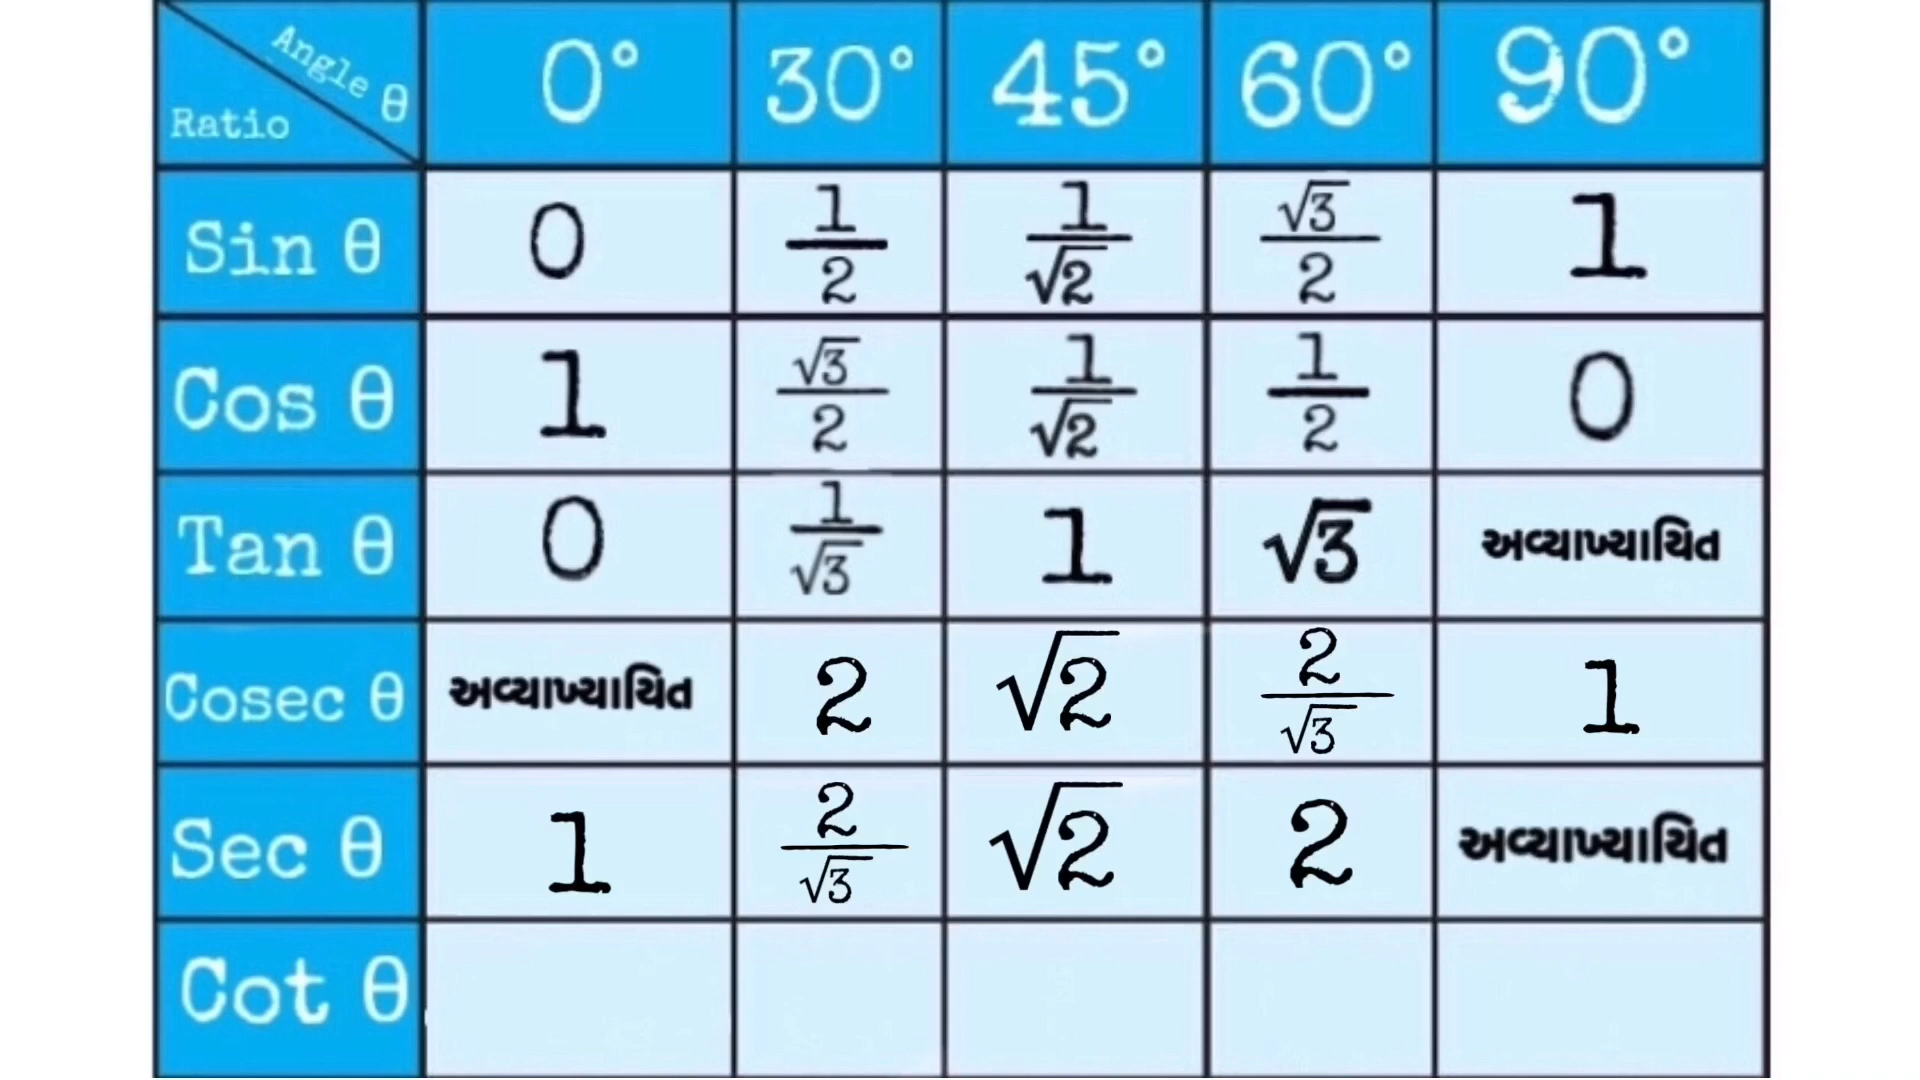 Angle θ
Ratio
0° 30° 45° 60° 90°
Sin θ 0 1/2 1/√2 √3/2 1
Cos θ 1 √3/2 1/√2 1/2 0
Tan θ 0 1/√3 1 √3 અવ્યાખ્યાયિત
Cosec θ અવ્યાખ્યાયિત 2 √2 2/√3 1
Sec θ 1 2/√3 √2 2 અવ્યાખ્યાયિત
Cot θ